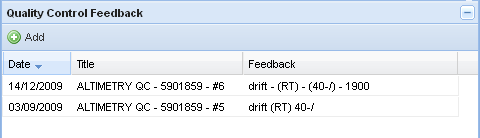 Quality Control Feedback
Add
Date Title Feedback
14/12/2009 ALTIMETRY QC - 5901859 - #6 drift - (RT) - (40-/) - 1900
03/09/2009 ALTIMETRY QC - 5901859 - #5 drift (RT) 40-/